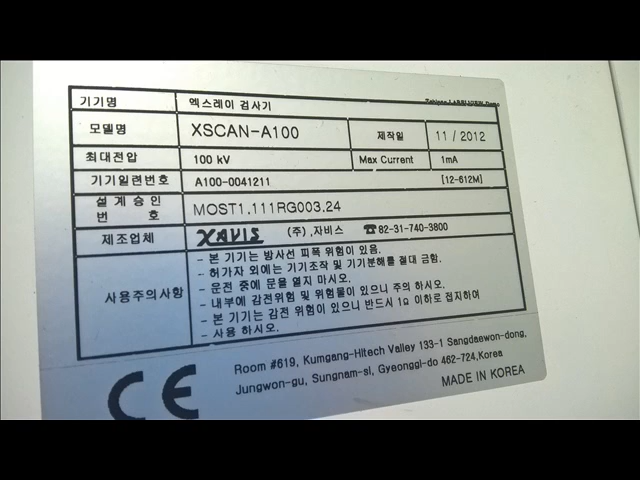 기기명 엑스레이 검사기
모델명 XSCAN-A100 제작일 11 / 2012
최대전압 100 kV Max Current 1mA
기기일련번호 A100-0041211 [12-612M]
설 계 승 인
번 호 MOST1.111RG003.24
제조업체 XAVIS (주),자비스 ☎82-31-740-3800
사용주의사항
- 본 기기는 방사선 피폭 위험이 있음.
- 허가자 외에는 기기조작 및 기기분해를 절대 금함.
- 운전 중에 문을 열지 마시오.
- 내부에 감전위험 및 위험물이 있으니 주의 하시오.
- 본 기기는 감전 위험이 있으니 반드시 1Ω 이하로 접지하여
- 사용 하시오.
CE
Room #619, Kumgang-Hitech Valley 133-1 Sangdaewon-dong,
Jungwon-gu, Sungnam-si, Gyeonggi-do 462-724,Korea
MADE IN KOREA